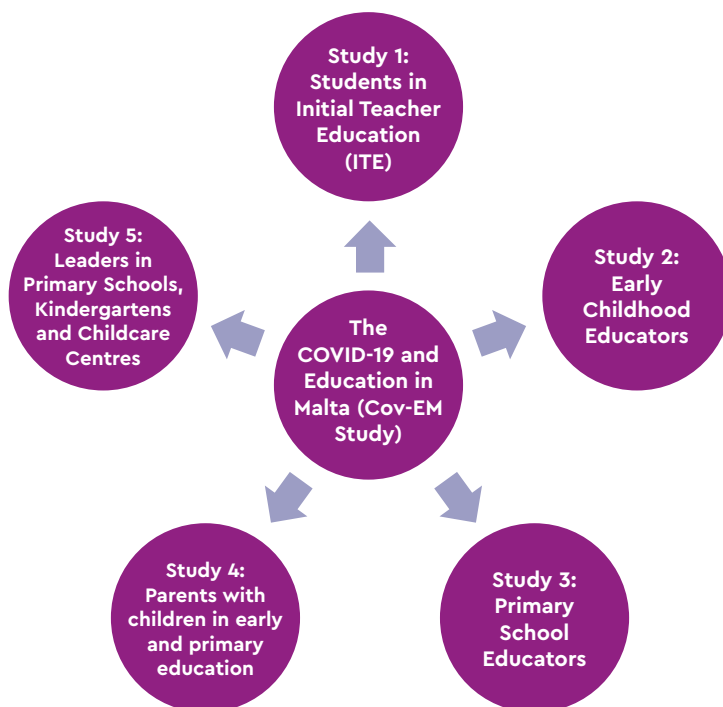 Study 1:
Students in
Initial Teacher
Education
(ITE)
Study 5:
Leaders in
Primary Schools,
Kindergartens
and Childcare
Centres
Study 2:
Early
Childhood
Educators
The
COVID-19 and
Education in
Malta (Cov-EM
Study)
Study 4:
Parents with
children in early
and primary
education
Study 3:
Primary
School
Educators